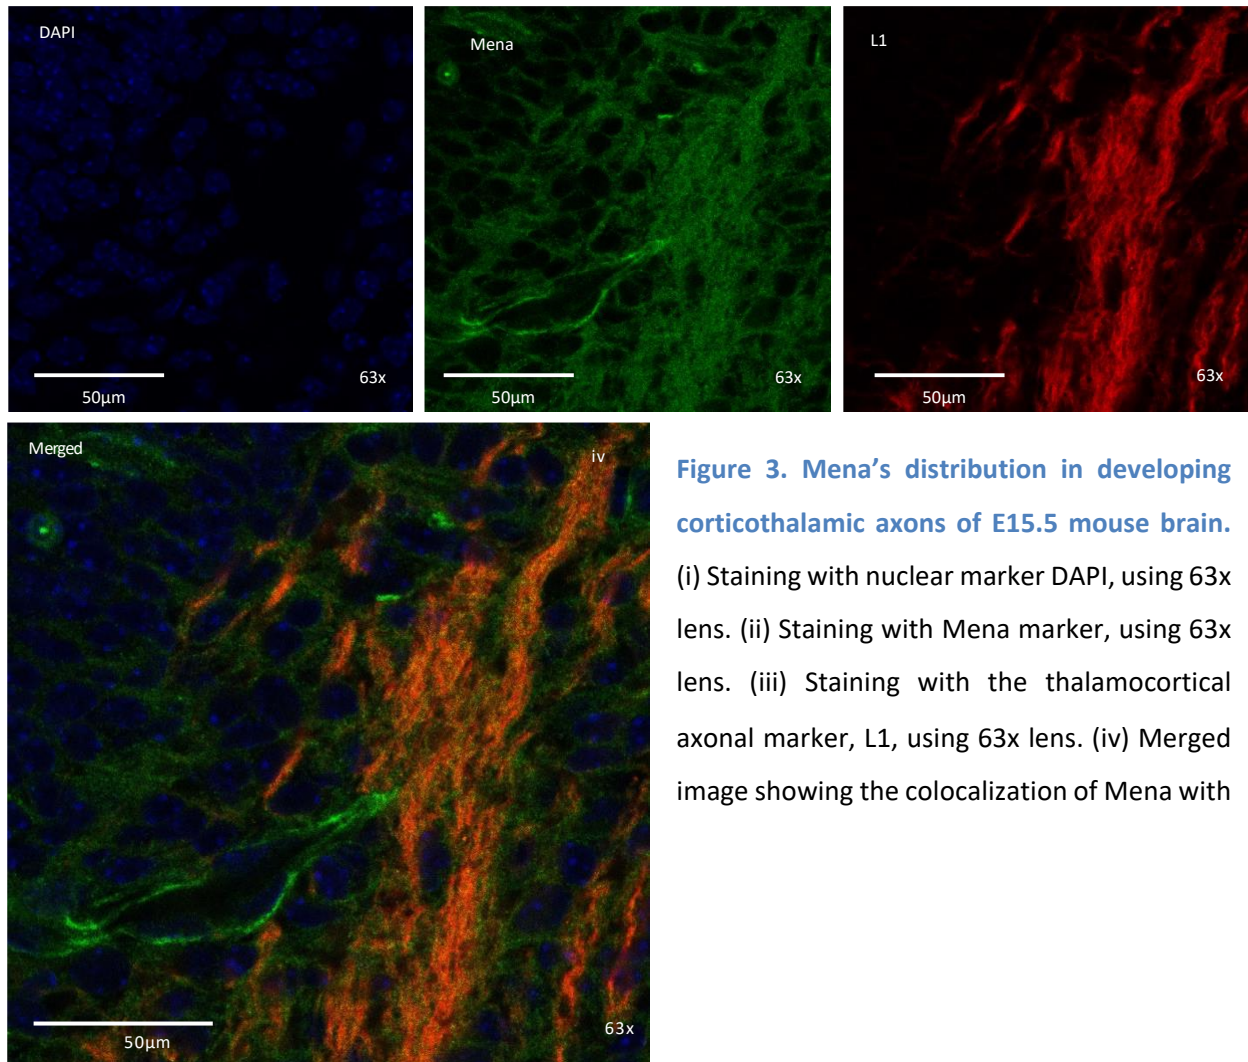 DAPI
63x
50µm
Mena
63x
50µm
L1
63x
50µm
Merged
iv
63x
50µm
Figure 3. Mena’s distribution in developing
corticothalamic axons of E15.5 mouse brain.
(i) Staining with nuclear marker DAPI, using 63x
lens. (ii) Staining with Mena marker, using 63x
lens. (iii) Staining with the thalamocortical
axonal marker, L1, using 63x lens. (iv) Merged
image showing the colocalization of Mena with